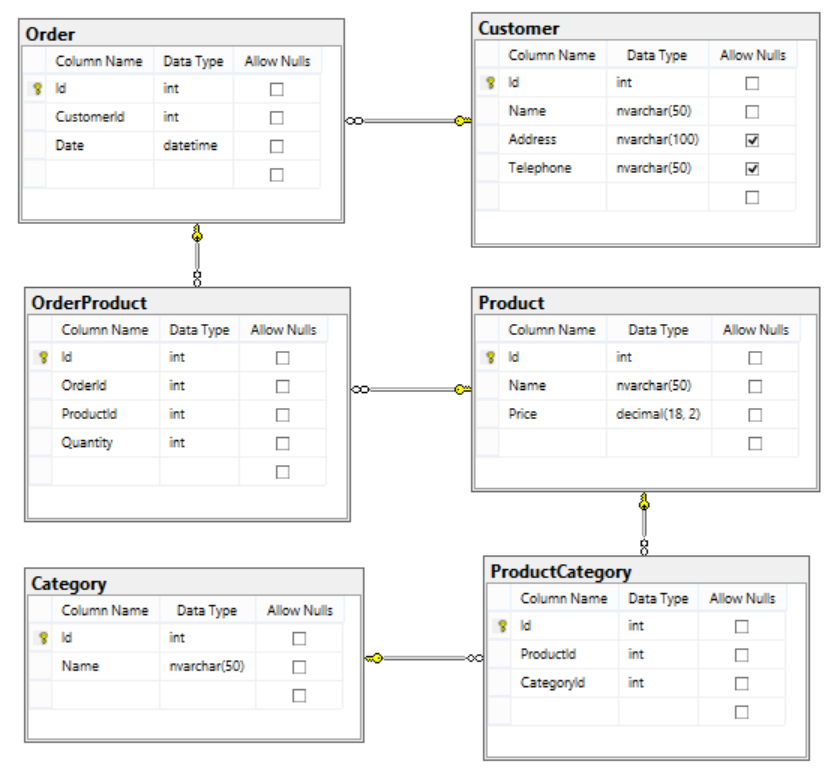 Order
Column Name Data Type Allow Nulls
Id int
CustomerId int
Date datetime
Customer
Column Name Data Type Allow Nulls
Id int
Name nvarchar(50)
Address nvarchar(100)
Telephone nvarchar(50)
OrderProduct
Column Name Data Type Allow Nulls
Id int
OrderId int
ProductId int
Quantity int
Product
Column Name Data Type Allow Nulls
Id int
Name nvarchar(50)
Price decimal(18, 2)
Category
Column Name Data Type Allow Nulls
Id int
Name nvarchar(50)
ProductCategory
Column Name Data Type Allow Nulls
Id int
ProductId int
CategoryId int